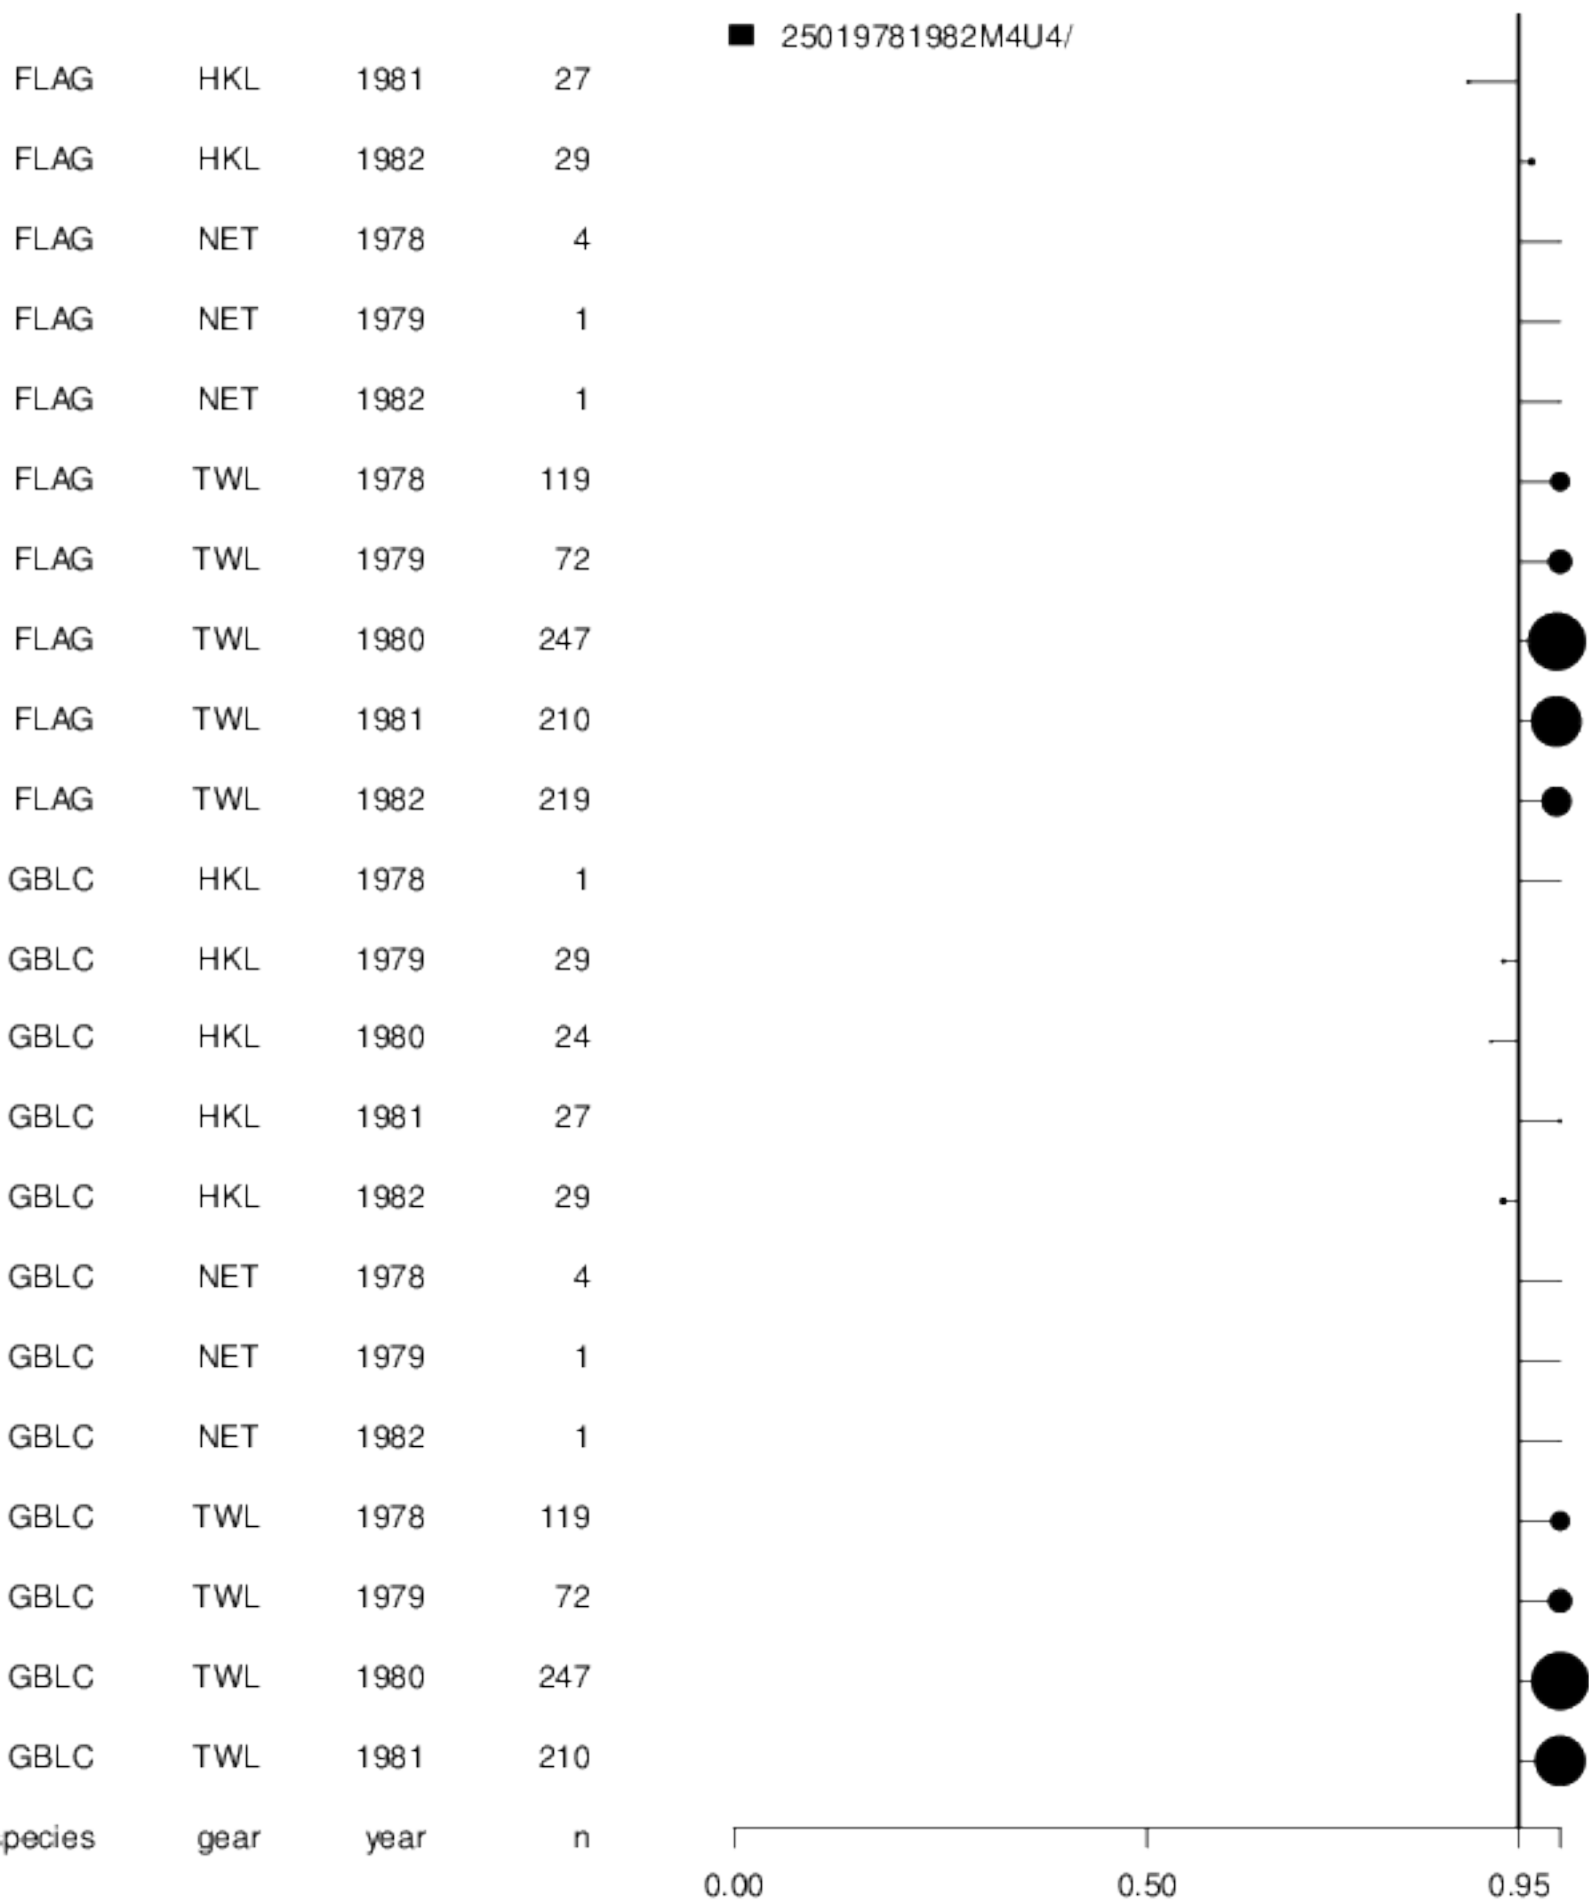 25019781982M4U4/
FLAG HKL 1981 27
FLAG HKL 1982 29
FLAG NET 1978 4
FLAG NET 1979 1
FLAG NET 1982 1
FLAG TWL 1978 119
FLAG TWL 1979 72
FLAG TWL 1980 247
FLAG TWL 1981 210
FLAG TWL 1982 219
GBLC HKL 1978 1
GBLC HKL 1979 29
GBLC HKL 1980 24
GBLC HKL 1981 27
GBLC HKL 1982 29
GBLC NET 1978 4
GBLC NET 1979 1
GBLC NET 1982 1
GBLC TWL 1978 119
GBLC TWL 1979 72
GBLC TWL 1980 247
GBLC TWL 1981 210
pecies gear year n
0.00 0.50 0.95